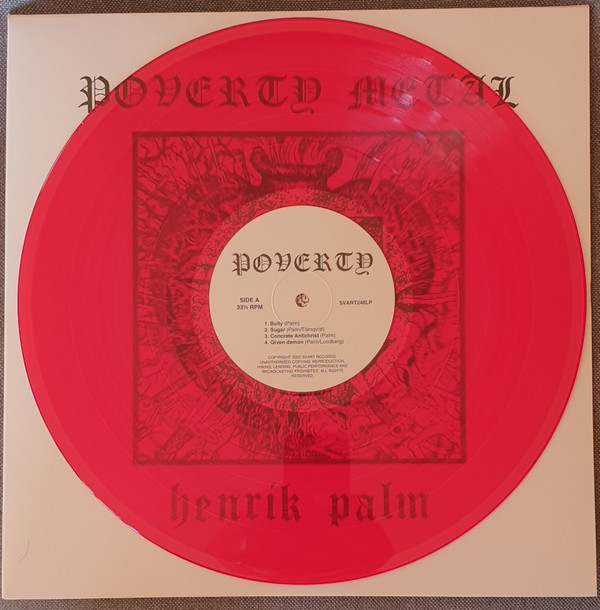 POVERTY METAL
POVERTY
SIDE A
33⅓ RPM
SVART246LP
1. Bully (Palm)
2. Sugar (Palm/Törnqvist)
3. Concrete Antichrist (Palm)
4. Given demon (Palm/Lundberg)
COPYRIGHT 2020 SVART RECORDS
UNAUTHORIZED COPYING, REPRODUCTION,
HIRING, LENDING, PUBLIC PERFORMANCE AND
BROADCASTING PROHIBITED. ALL RIGHTS
RESERVED.
henrik palm